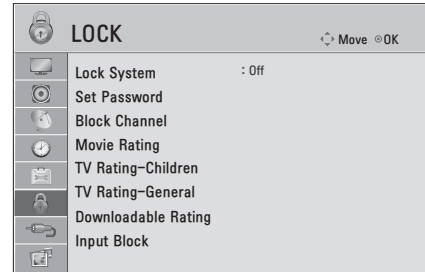 LOCK
Move OK
Lock System : Off
Set Password
Block Channel
Movie Rating
TV Rating-Children
TV Rating-General
Downloadable Rating
Input Block